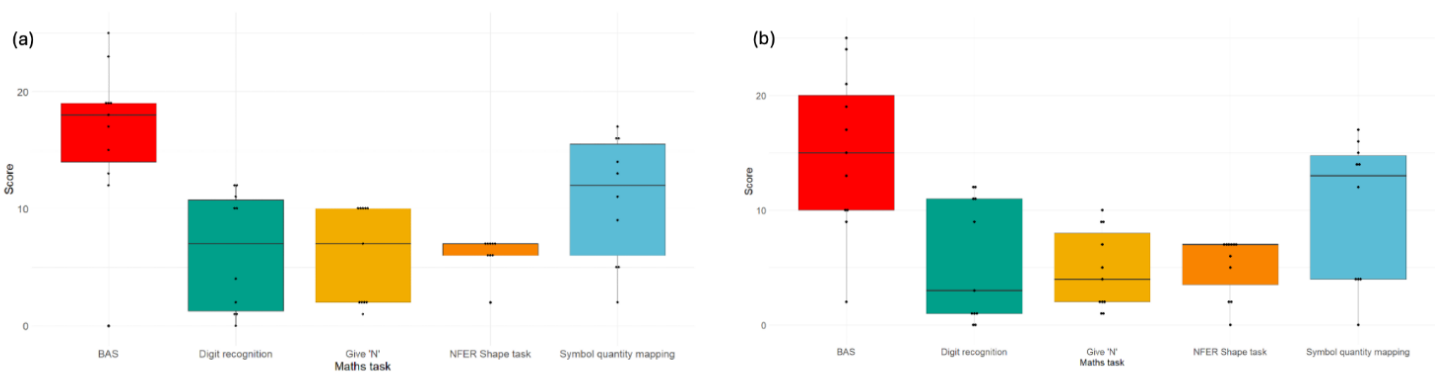 (a)
20
10
0
Score
BAS
Digit recognition
Give 'N'
NFER Shape task
Symbol quantity mapping
Maths task
(b)
20
10
0
Score
BAS
Digit recognition
Give 'N'
NFER Shape task
Symbol quantity mapping
Maths task